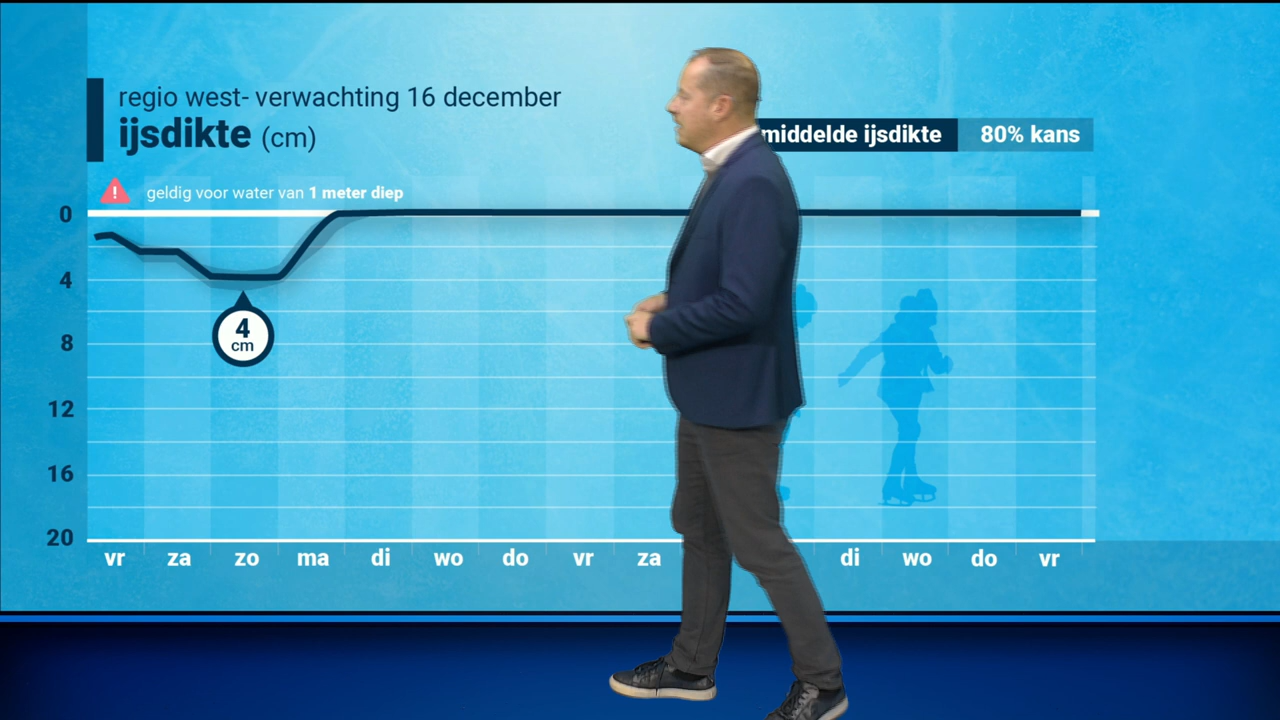 regio west- verwachting 16 december
ijsdikte (cm)
middelde ijsdikte 80% kans
geldig voor water van 1 meter diep
0
4
8
12
16
20
4
cm
vr za zo ma di wo do vr za di wo do vr